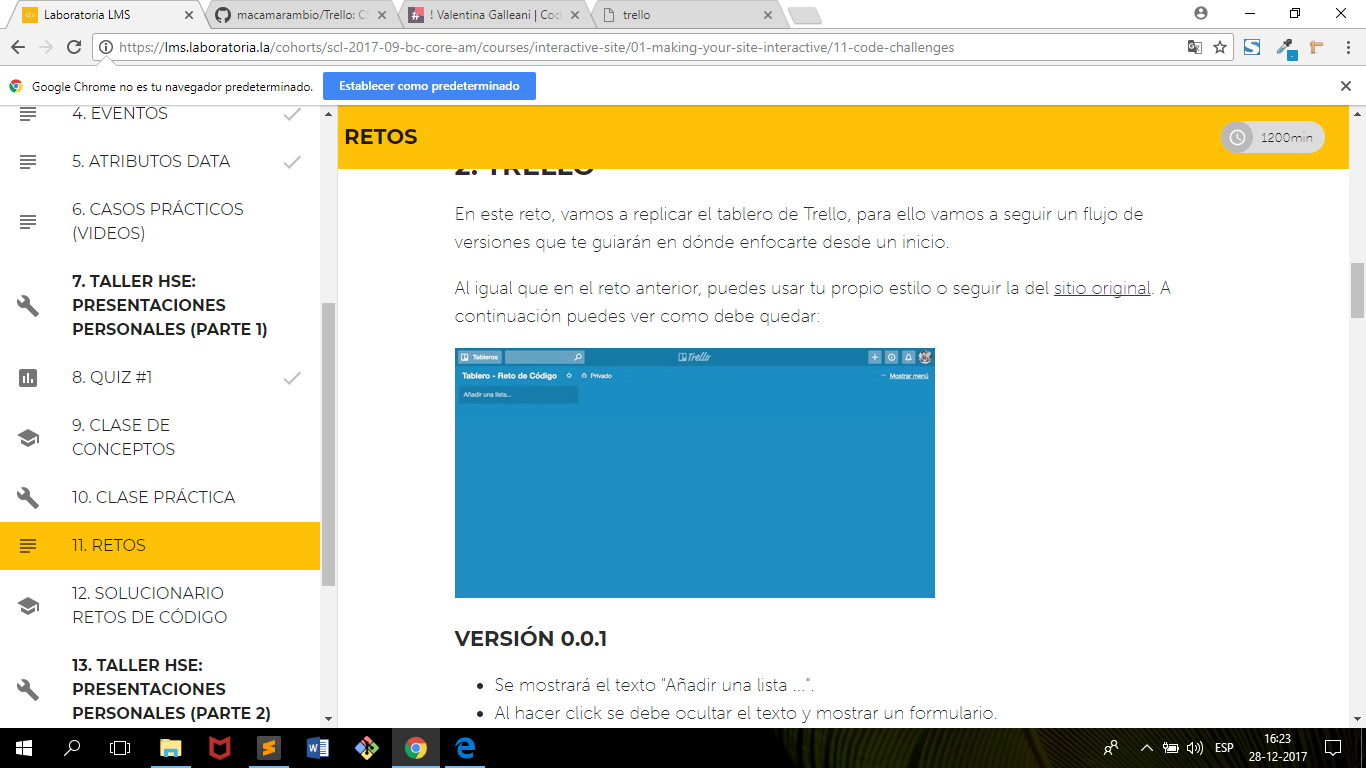 Laboratoria LMS
macamarambio/Trello: CS
! Valentina Galleani | Cod
trello
https://lms.laboratoria.la/cohorts/scl-2017-09-bc-core-am/courses/interactive-site/01-making-your-site-interactive/11-code-challenges
Google Chrome no es tu navegador predeterminado.
Establecer como predeterminado
4. EVENTOS
5. ATRIBUTOS DATA
6. CASOS PRÁCTICOS
(VIDEOS)
7. TALLER HSE:
PRESENTACIONES
PERSONALES (PARTE 1)
8. QUIZ #1
9. CLASE DE
CONCEPTOS
10. CLASE PRÁCTICA
11. RETOS
12. SOLUCIONARIO
RETOS DE CÓDIGO
13. TALLER HSE:
PRESENTACIONES
PERSONALES (PARTE 2)
RETOS
1200min
2. TRELLO
En este reto, vamos a replicar el tablero de Trello, para ello vamos a seguir un flujo de
versiones que te guiarán en dónde enfocarte desde un inicio.
Al igual que en el reto anterior, puedes usar tu propio estilo o seguir la del sitio original. A
continuación puedes ver como debe quedar:
Tableros
Trello
Tablero - Reto de Código
Privado
... Mostrar menú
Añadir una lista...
VERSIÓN 0.0.1
• Se mostrará el texto "Añadir una lista ...".
• Al hacer click se debe ocultar el texto y mostrar un formulario.
ESP
16:23
28-12-2017